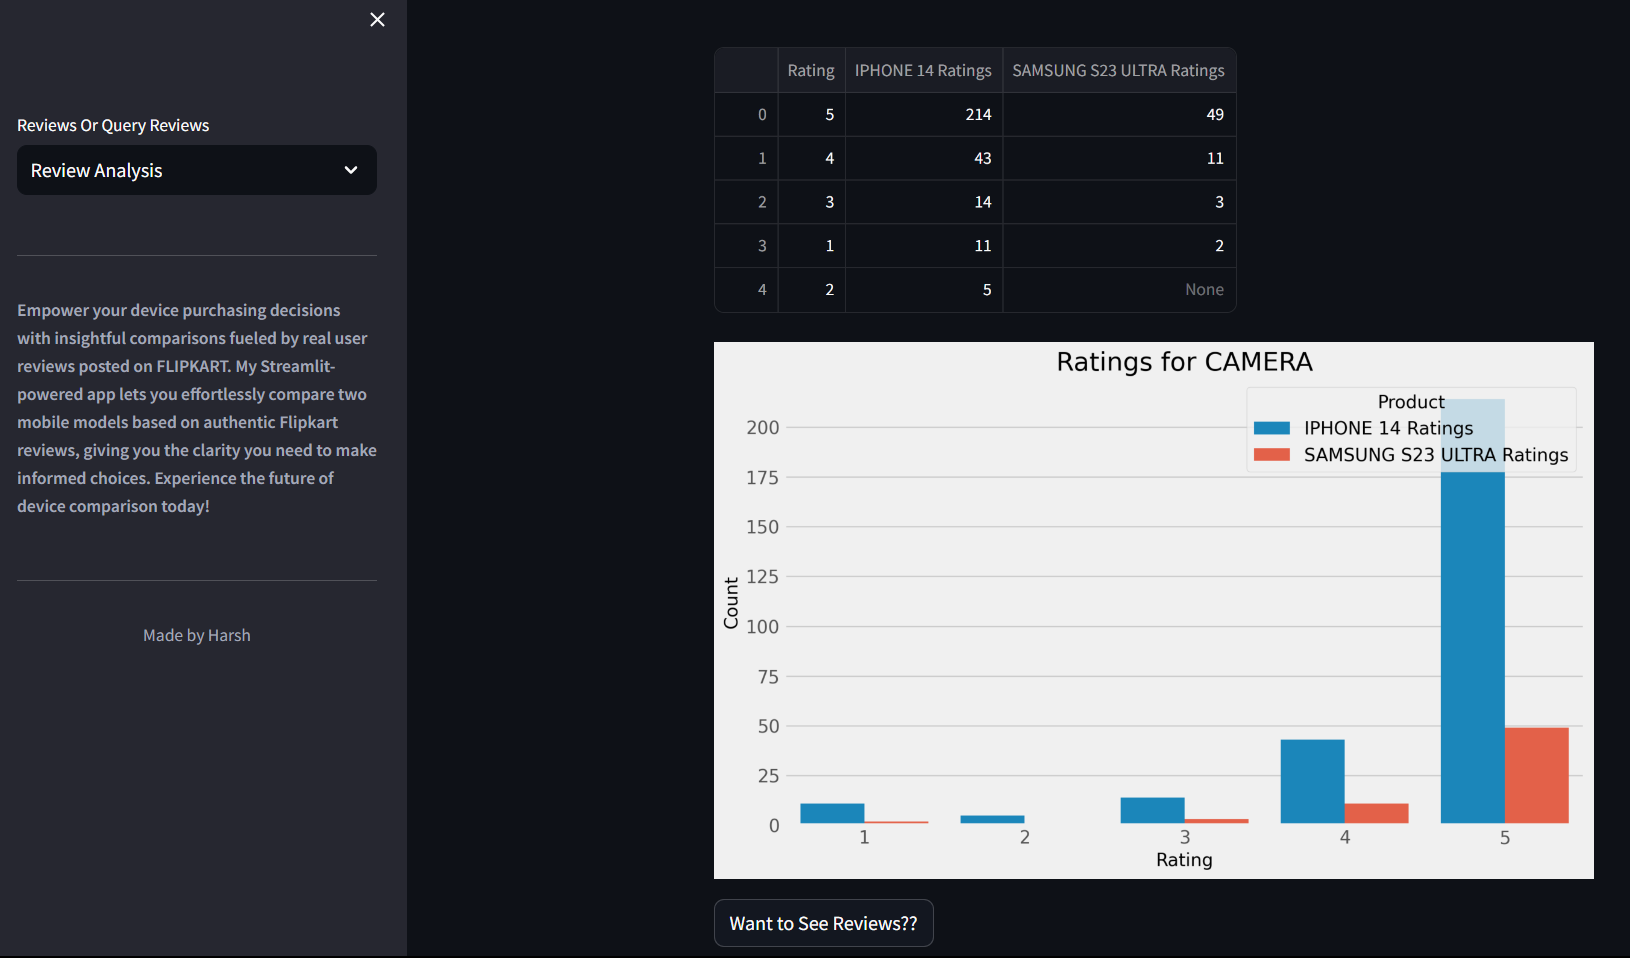 Reviews Or Query Reviews
Review Analysis
Empower your device purchasing decisions
with insightful comparisons fueled by real user
reviews posted on FLIPKART. My Streamlit-
powered app lets you effortlessly compare two
mobile models based on authentic Flipkart
reviews, giving you the clarity you need to make
informed choices. Experience the future of
device comparison today!
Made by Harsh
Rating IPHONE 14 Ratings SAMSUNG S23 ULTRA Ratings
0 5 214 49
1 4 43 11
2 3 14 3
3 1 11 2
4 2 5 None
Ratings for CAMERA
Product
IPHONE 14 Ratings
SAMSUNG S23 ULTRA Ratings
200
175
150
125
100
75
50
25
0
Count
1 2 3 4 5
Rating
Want to See Reviews??